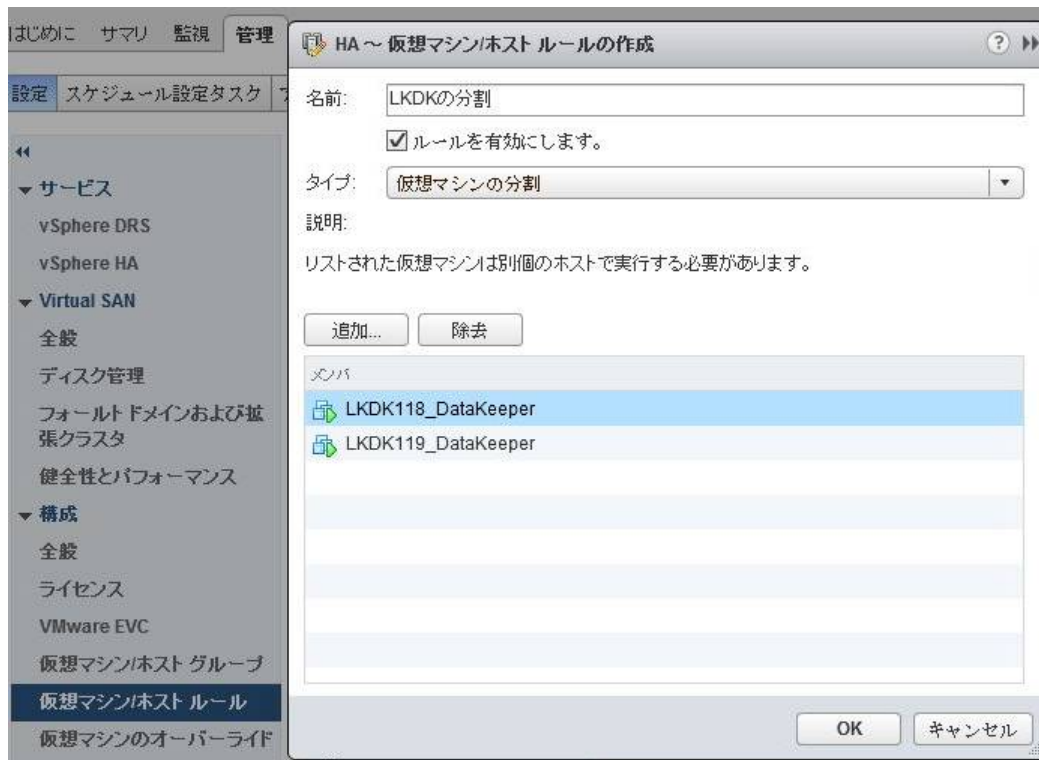 はじめに サマリ 監視 管理
設定 スケジュール設定タスク
サービス
vSphere DRS
vSphere HA
Virtual SAN
全般
ディスク管理
フォールト ドメインおよび拡
張クラスタ
健全性とパフォーマンス
構成
全般
ライセンス
VMware EVC
仮想マシン/ホスト グループ
仮想マシン/ホスト ルール
仮想マシンのオーバーライド
HA ~ 仮想マシン/ホスト ルールの作成
名前: LKDKの分割
ルールを有効にします。
タイプ: 仮想マシンの分割
説明:
リストされた仮想マシンは別個のホストで実行する必要があります。
追加... 除去
メンバ
LKDK118_DataKeeper
LKDK119_DataKeeper
OK キャンセル